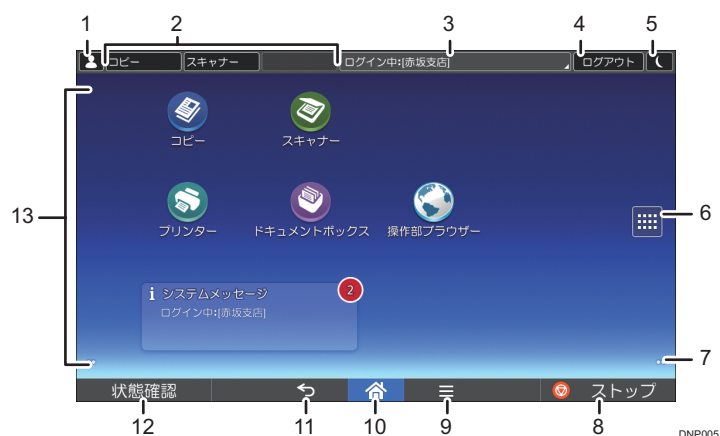 1 2 3 4 5
コピー スキャナー ログイン中:[赤坂支店] ログアウト
コピー スキャナー
13
6
プリンター ドキュメントボックス 操作部ブラウザー
i システムメッセージ 2
ログイン中:[赤坂支店]
7
状態確認 ストップ
12 11 10 9 8
DNP005